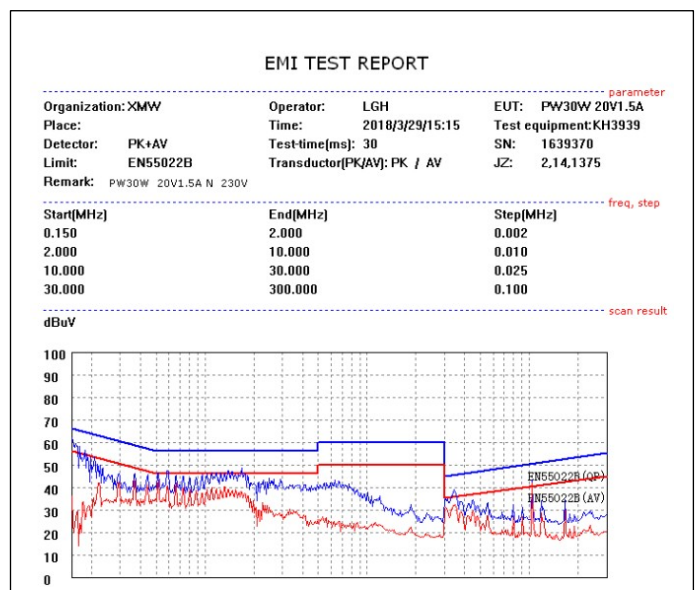 EMI TEST REPORT
parameter
Organization: XMW Operator: LGH EUT: PW30W 20V1.5A
Place: Time: 2018/3/29/15:15 Test equipment:KH3939
Detector: PK+AV Test-time(ms): 30 SN: 1639370
Limit: EN55022B Transductor(PK/AV): PK / AV JZ: 2,14,1375
Remark: PW30W 20V1.5A N 230V
freq, step
Start(MHz) End(MHz) Step(MHz)
0.150 2.000 0.002
2.000 10.000 0.010
10.000 30.000 0.025
30.000 300.000 0.100
scan result
dBuV
100
90
80
70
60
50
EN55022B(QP)
40
EN55022B(AV)
30
20
10
0